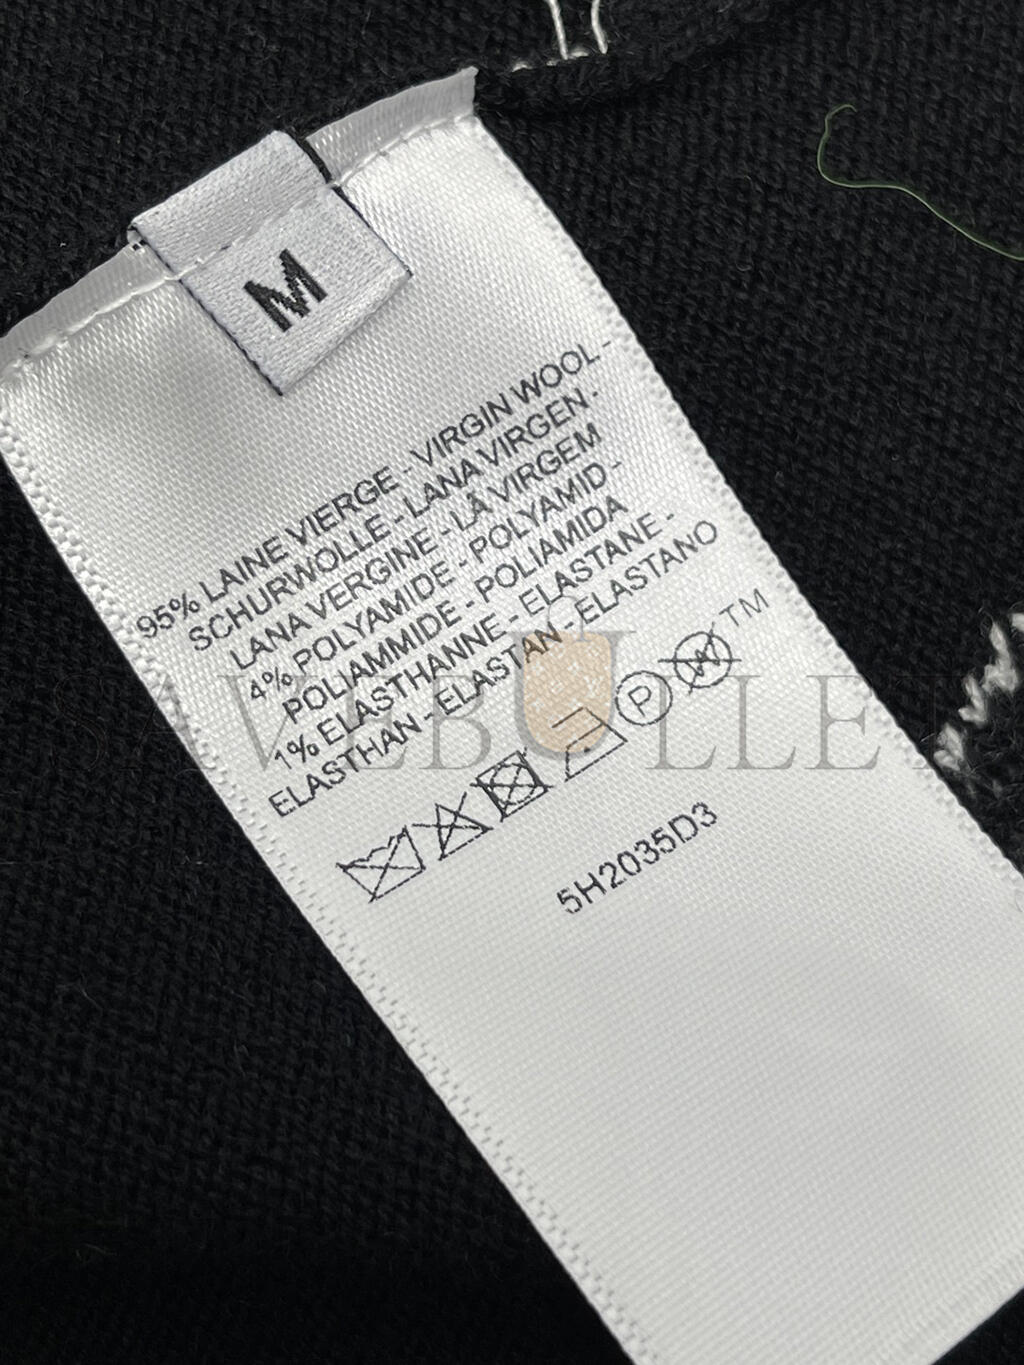 M
95% LAINE VIERGE - VIRGIN WOOL -
SCHURWOLLE - LANA VIRGEN -
LANA VERGINE - LÃ VIRGEM
4% POLYAMIDE - POLYAMID -
POLIAMMIDE - POLIAMIDA
1% ELASTHANNE - ELASTANE -
ELASTHAN - ELASTAN - ELASTANO
P W TM
5H2035D3
SAVEBULLET